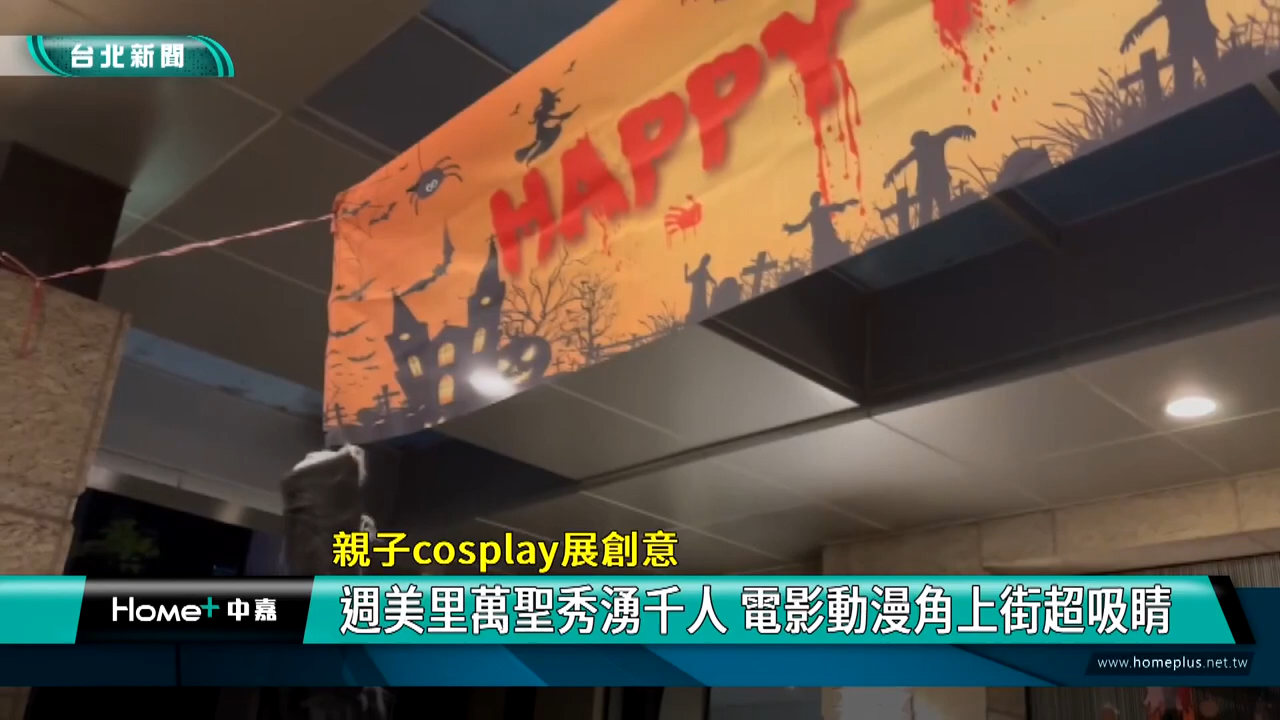 台北新聞
HAPPY
親子cosplay展創意
Home+中嘉
週美里萬聖秀湧千人 電影動漫角上街超吸睛
www.homeplus.net.tw